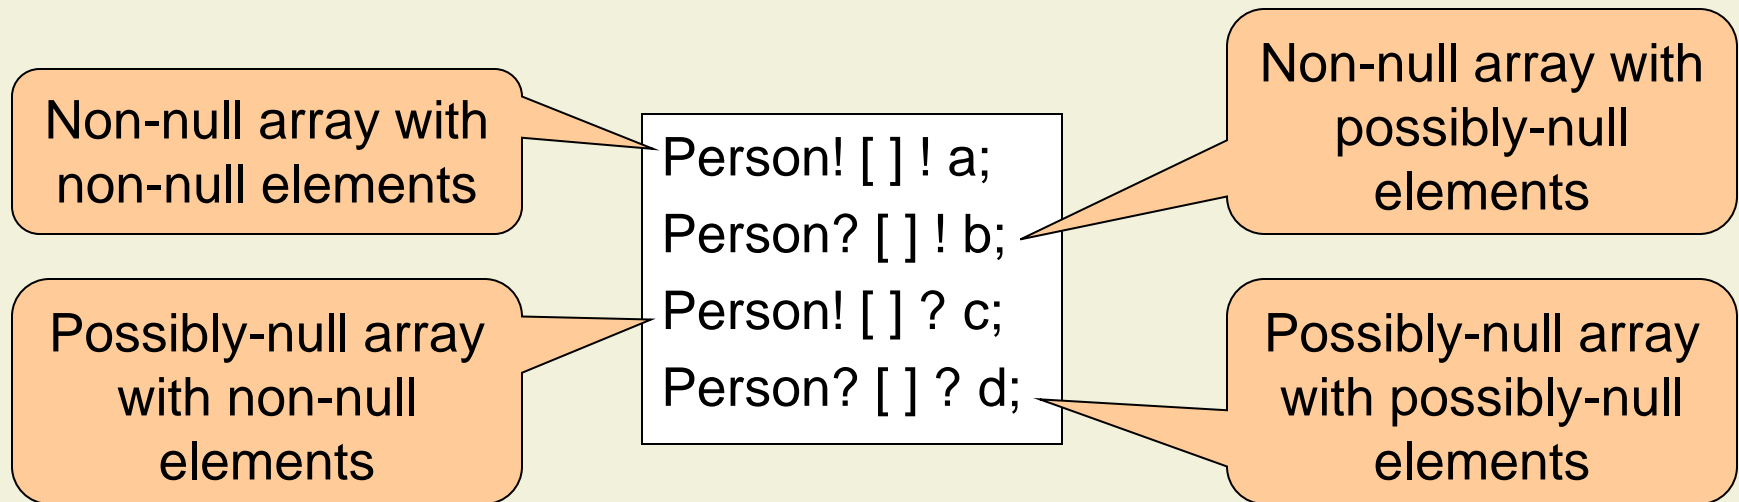 Non-null array with
non-null elements
Person! [ ] ! a;
Person? [ ] ! b;
Person! [ ] ? c;
Person? [ ] ? d;
Non-null array with
possibly-null
elements
Possibly-null array
with non-null
elements
Possibly-null array
with possibly-null
elements